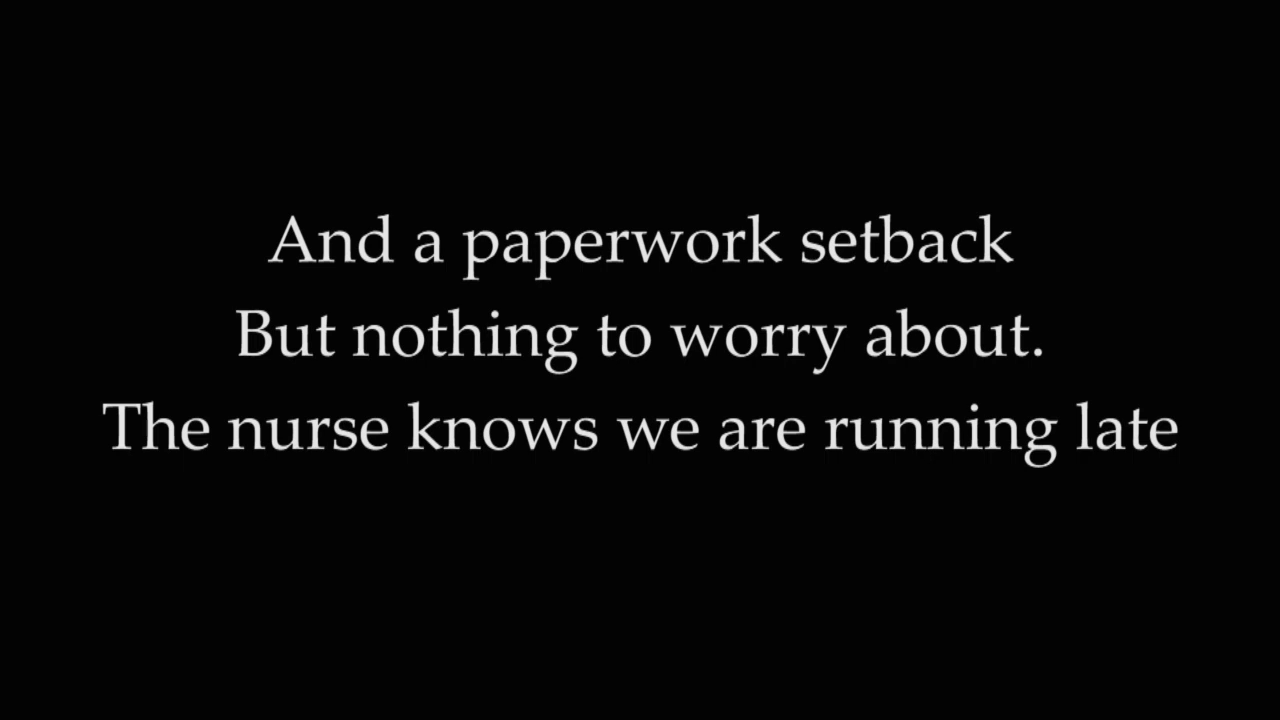 And a paperwork setback
But nothing to worry about.
The nurse knows we are running late